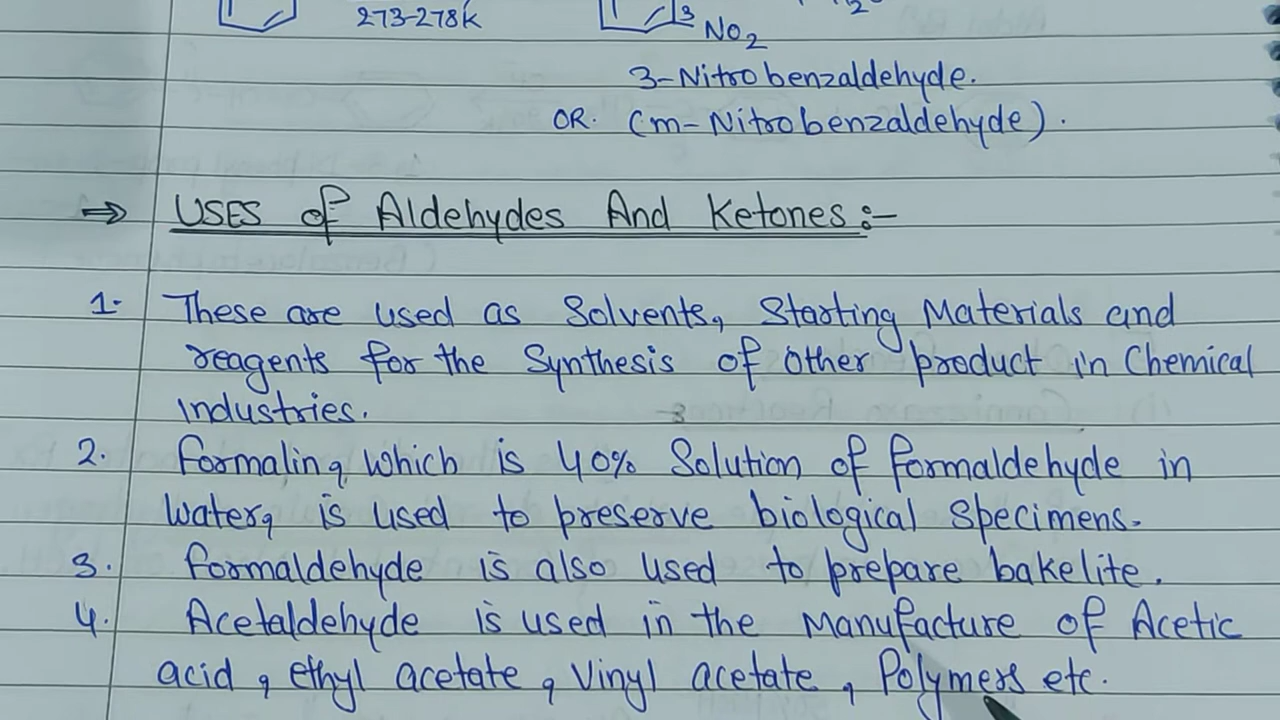 273-278K
3
NO2
2
3-Nitrobenzaldehyde.
OR. (m-Nitrobenzaldehyde).
⇒ USES of Aldehydes And Ketones:-
1. These are used as Solvents, Starting Materials and
reagents for the Synthesis of other product in Chemical
industries.
2. formalin, which is 40% Solution of formaldehyde in
water, is used to preserve biological specimens.
3. formaldehyde is also used to prepare bakelite.
4. Acetaldehyde is used in the Manufacture of Acetic
acid, ethyl acetate, Vinyl acetate, Polymers etc.